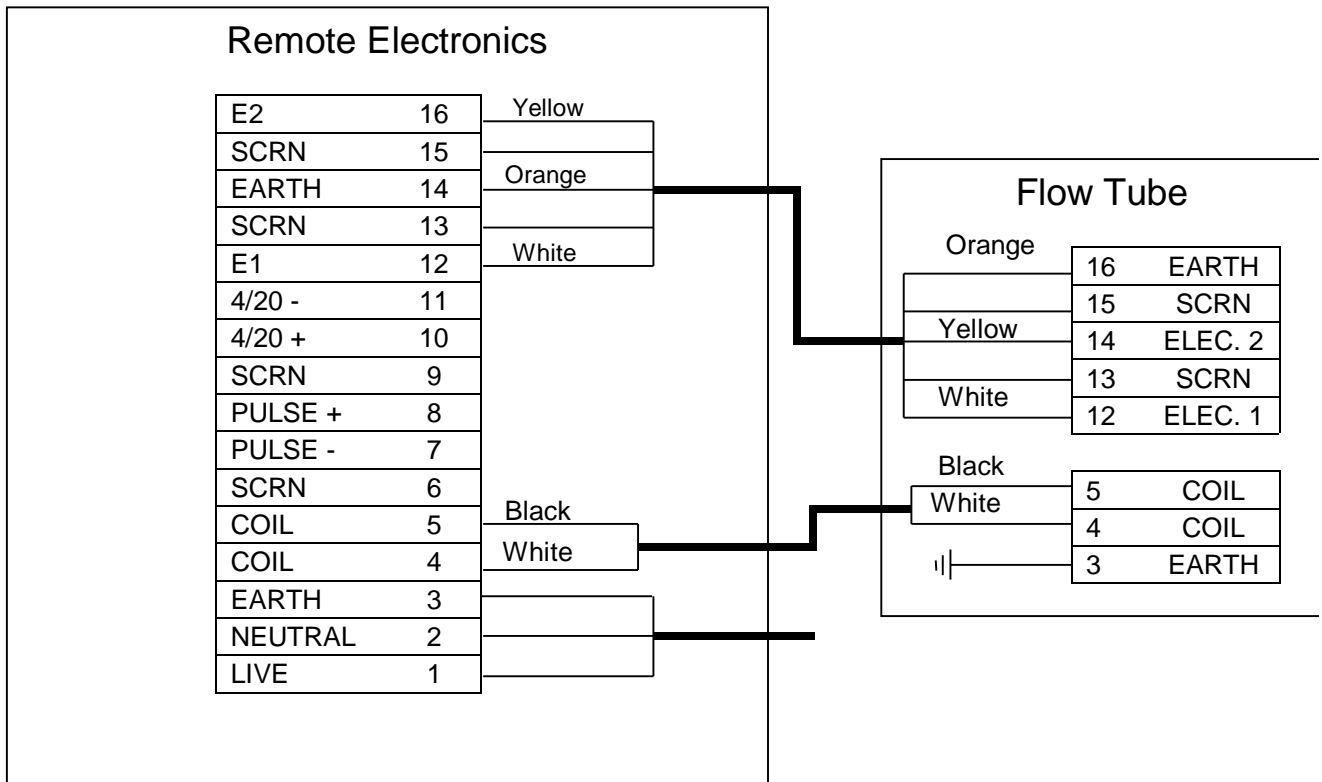 Remote Electronics
E2 16 Yellow
SCRN 15
EARTH 14 Orange
SCRN 13
E1 12 White
4/20 - 11
4/20 + 10
SCRN 9
PULSE + 8
PULSE - 7
SCRN 6
COIL 5 Black
COIL 4 White
EARTH 3
NEUTRAL 2
LIVE 1
Flow Tube
Orange 16 EARTH
15 SCRN
Yellow 14 ELEC. 2
13 SCRN
White 12 ELEC. 1
Black 5 COIL
White 4 COIL
3 EARTH